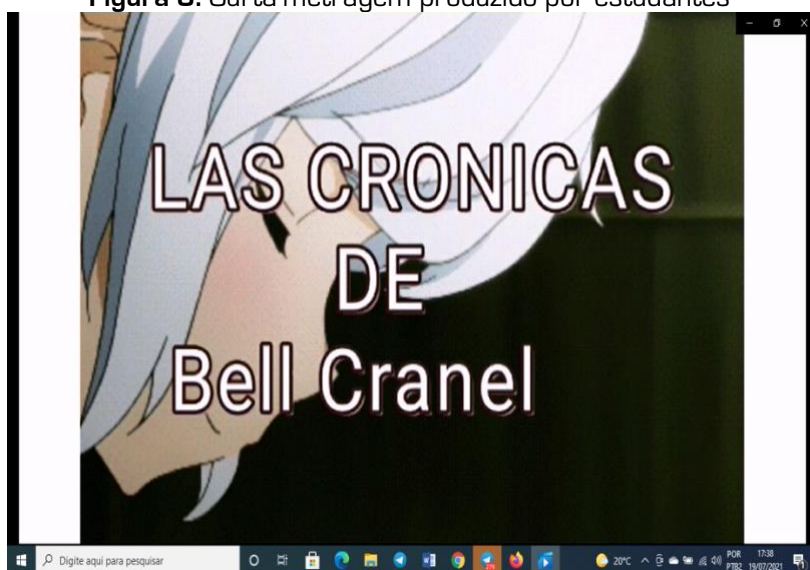 Figura 3. Curta metragem produzido por estudantes
LAS CRONICAS
DE
Bell Cranel
Digite aqui para pesquisar
20°C
POR
PTB2
17:38
19/07/2021